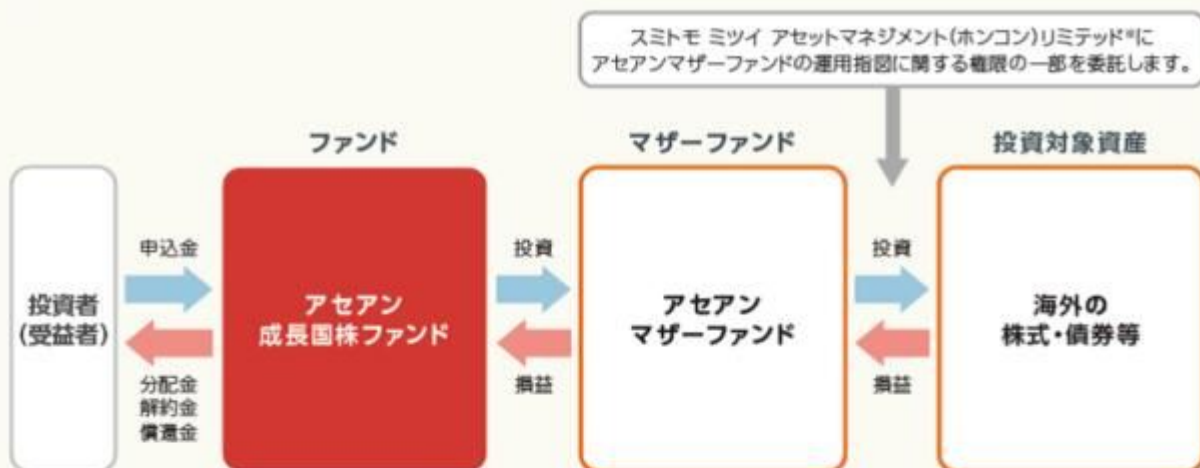 スミトモ ミツイ アセットマネジメント(ホンコン)リミテッド*に
アセアンマザーファンドの運用指図に関する権限の一部を委託します。
ファンド
マザーファンド
投資対象資産
投資者
(受益者)
申込金
分配金
解約金
償還金
アセアン
成長国株ファンド
投資
損益
アセアン
マザーファンド
投資
損益
海外の
株式・債券等